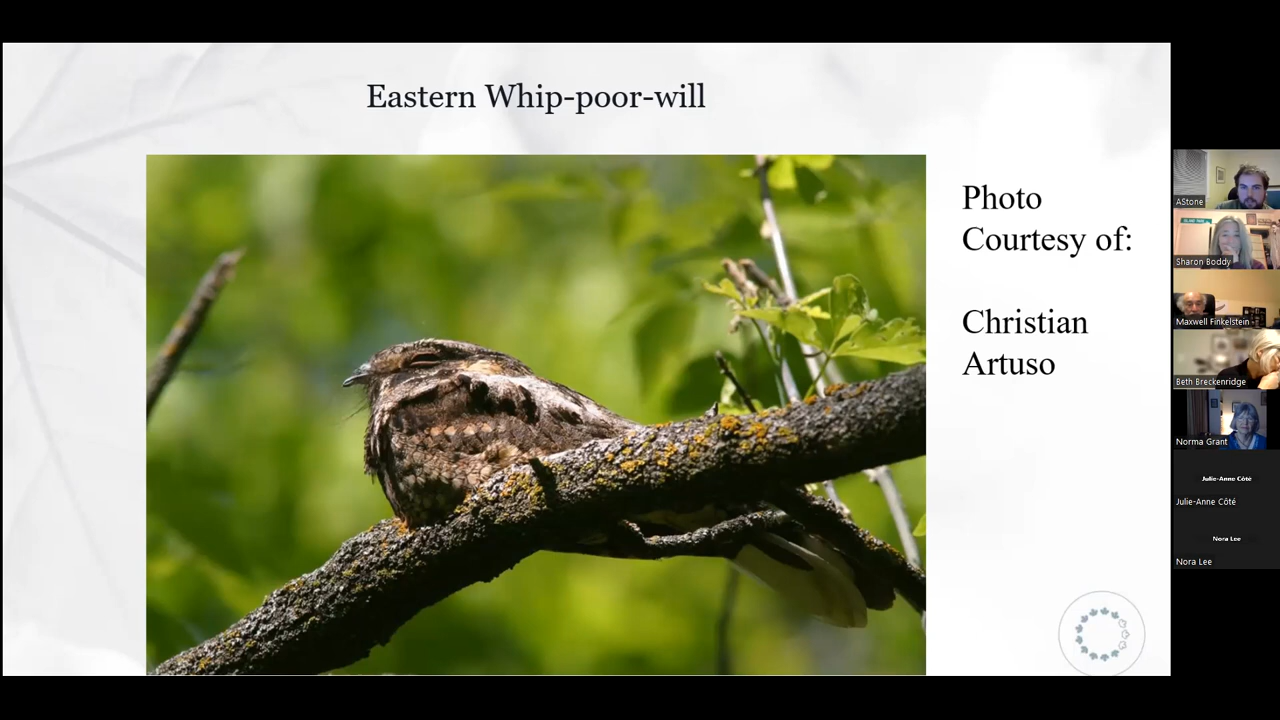 Eastern Whip-poor-will
Photo
Courtesy of:
Christian
Artuso
AStone
Sharon Boddy
Maxwell Finkelstein
Beth Breckenridge
Norma Grant
Julie-Anne Côté
Julie-Anne Côté
Nora Lee
Nora Lee